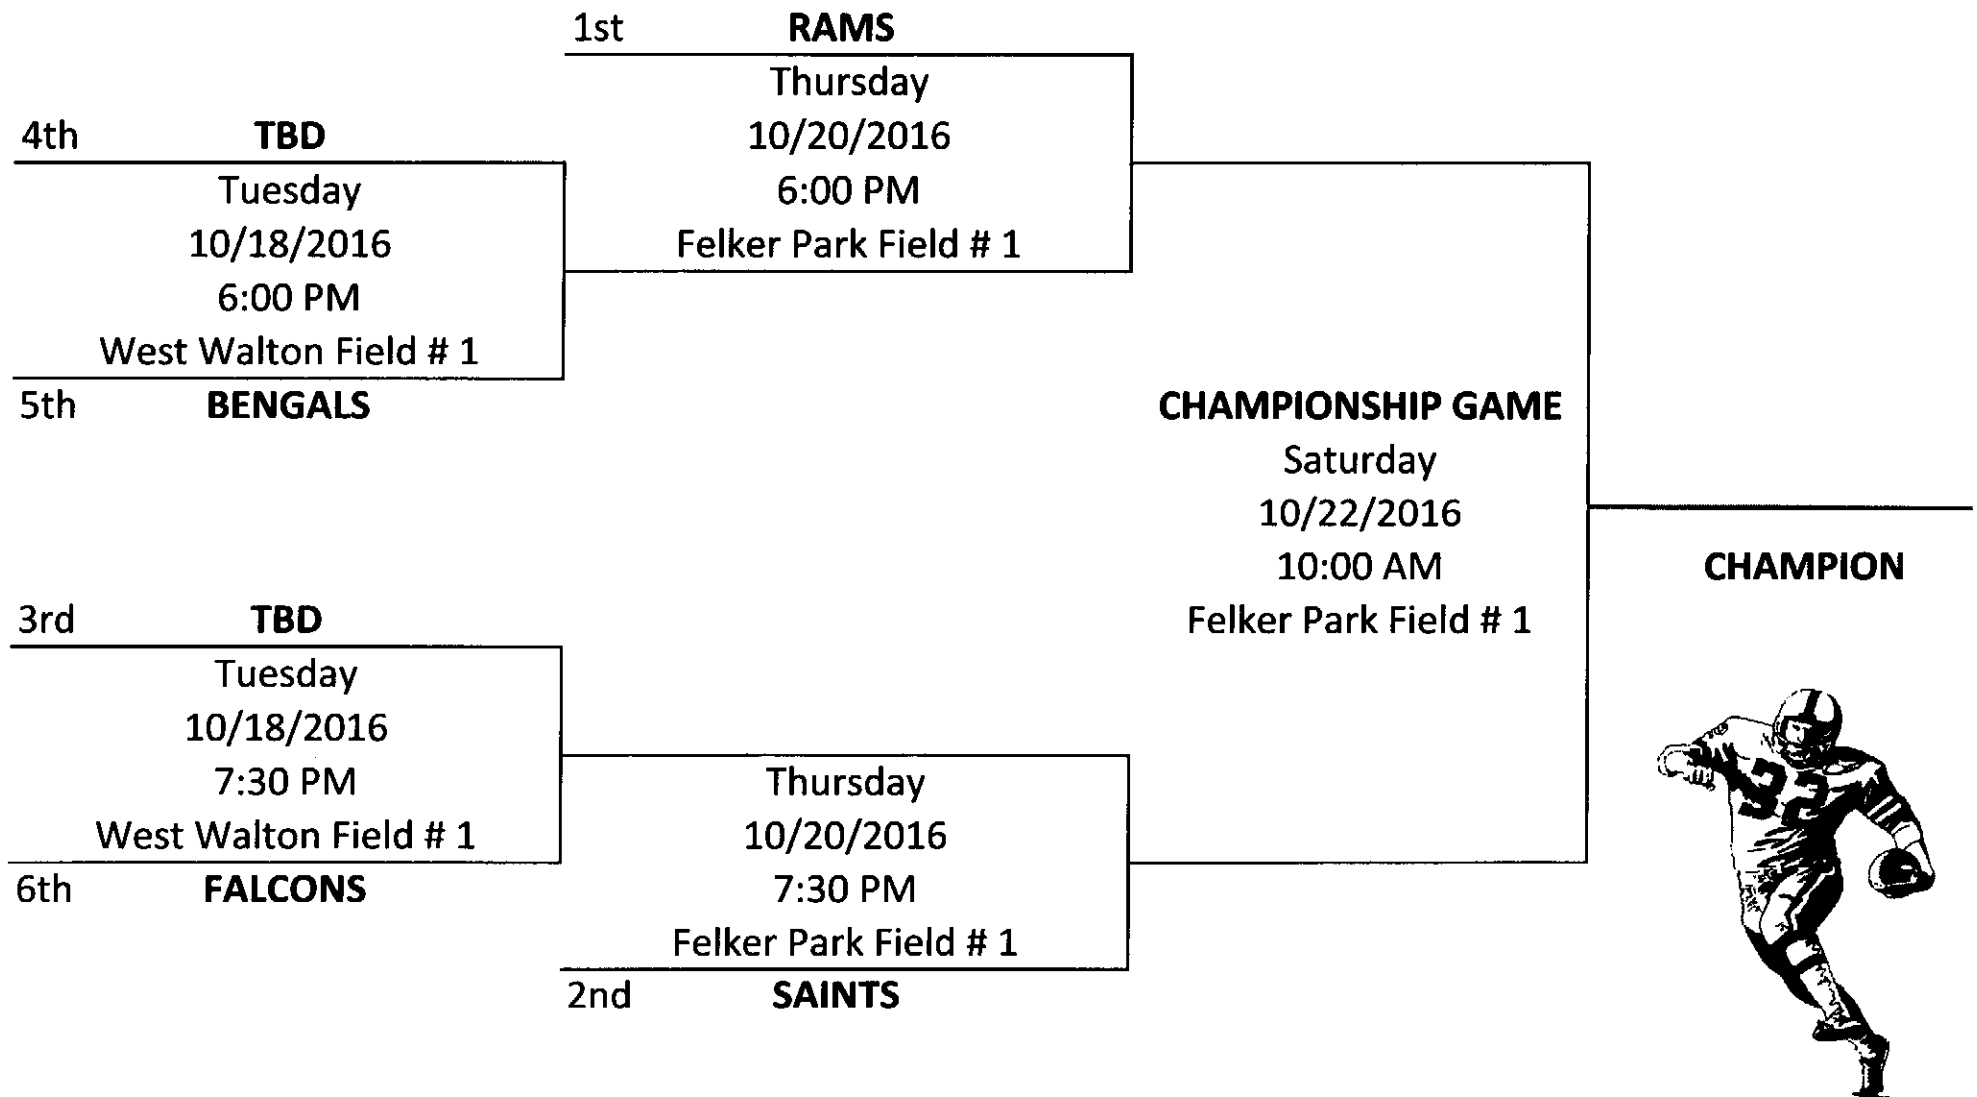 1st RAMS
Thursday
10/20/2016
6:00 PM
Felker Park Field # 1
4th TBD
Tuesday
10/18/2016
6:00 PM
West Walton Field # 1
5th BENGALS
CHAMPIONSHIP GAME
Saturday
10/22/2016
10:00 AM
Felker Park Field # 1
CHAMPION
3rd TBD
Tuesday
10/18/2016
7:30 PM
West Walton Field # 1
6th FALCONS
Thursday
10/20/2016
7:30 PM
Felker Park Field # 1
2nd SAINTS
32